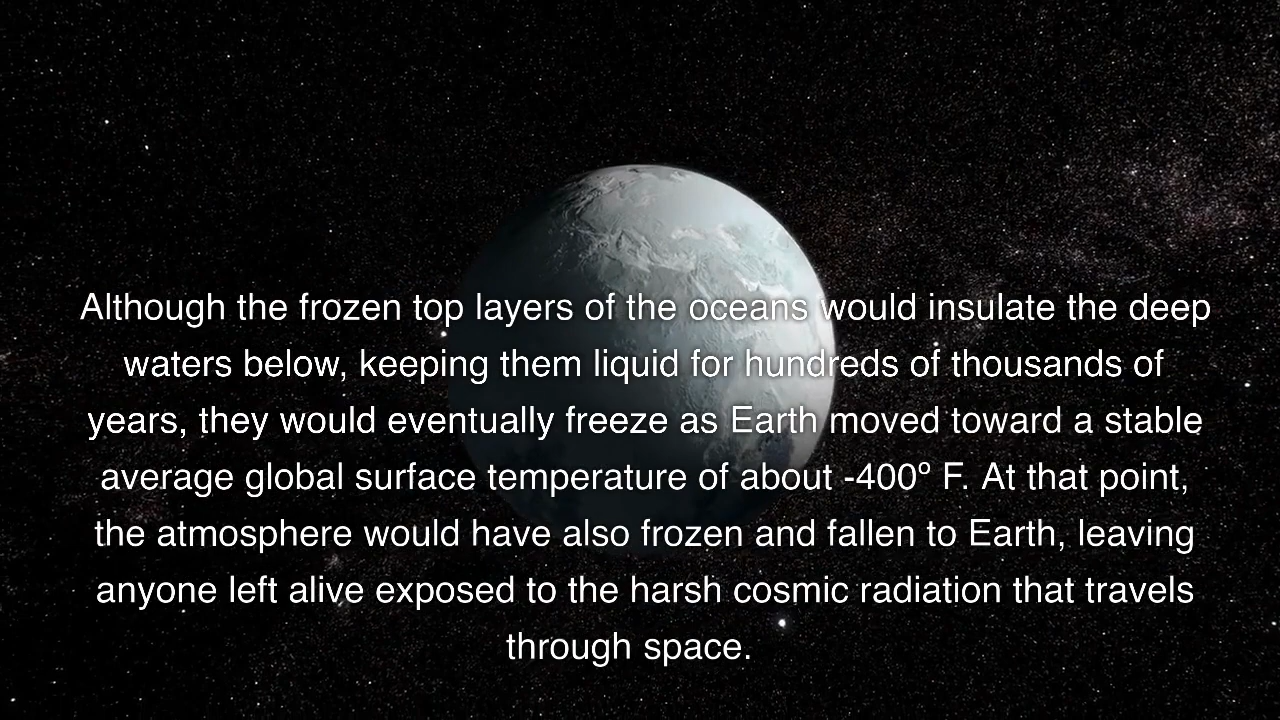 Although the frozen top layers of the oceans would insulate the deep
waters below, keeping them liquid for hundreds of thousands of
years, they would eventually freeze as Earth moved toward a stable
average global surface temperature of about -400º F. At that point,
the atmosphere would have also frozen and fallen to Earth, leaving
anyone left alive exposed to the harsh cosmic radiation that travels
through space.